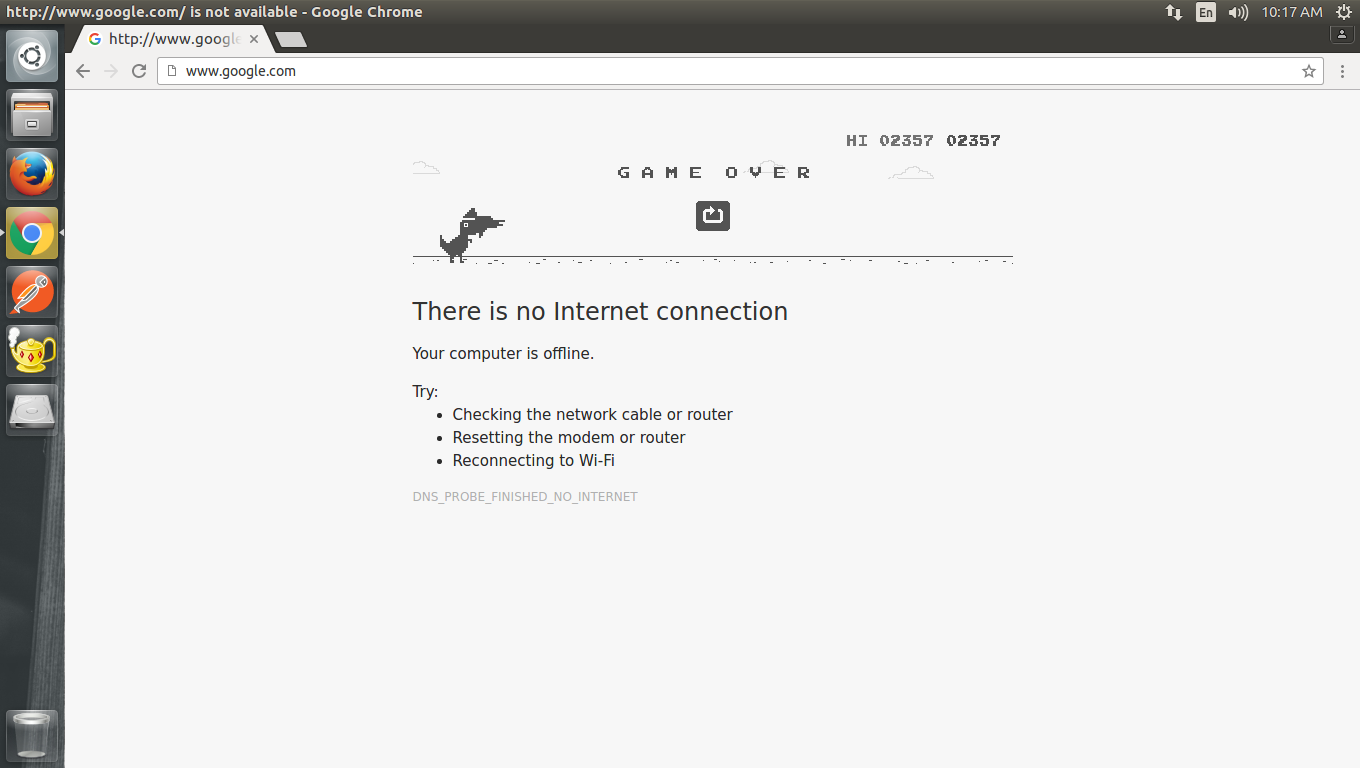 http://www.google.com/ is not available - Google Chrome
En
10:17 AM
http://www.google
www.google.com
HI 02357 02357
GAME OVER
There is no Internet connection
Your computer is offline.
Try:
• Checking the network cable or router
• Resetting the modem or router
• Reconnecting to Wi-Fi
DNS_PROBE_FINISHED_NO_INTERNET